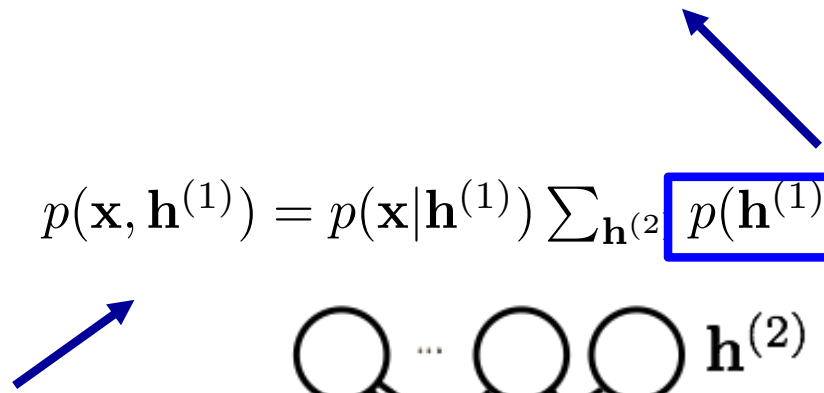 p(x, h^(1)) = p(x|h^(1)) ∑_h^(2) p(h^(1)
... h^(2)